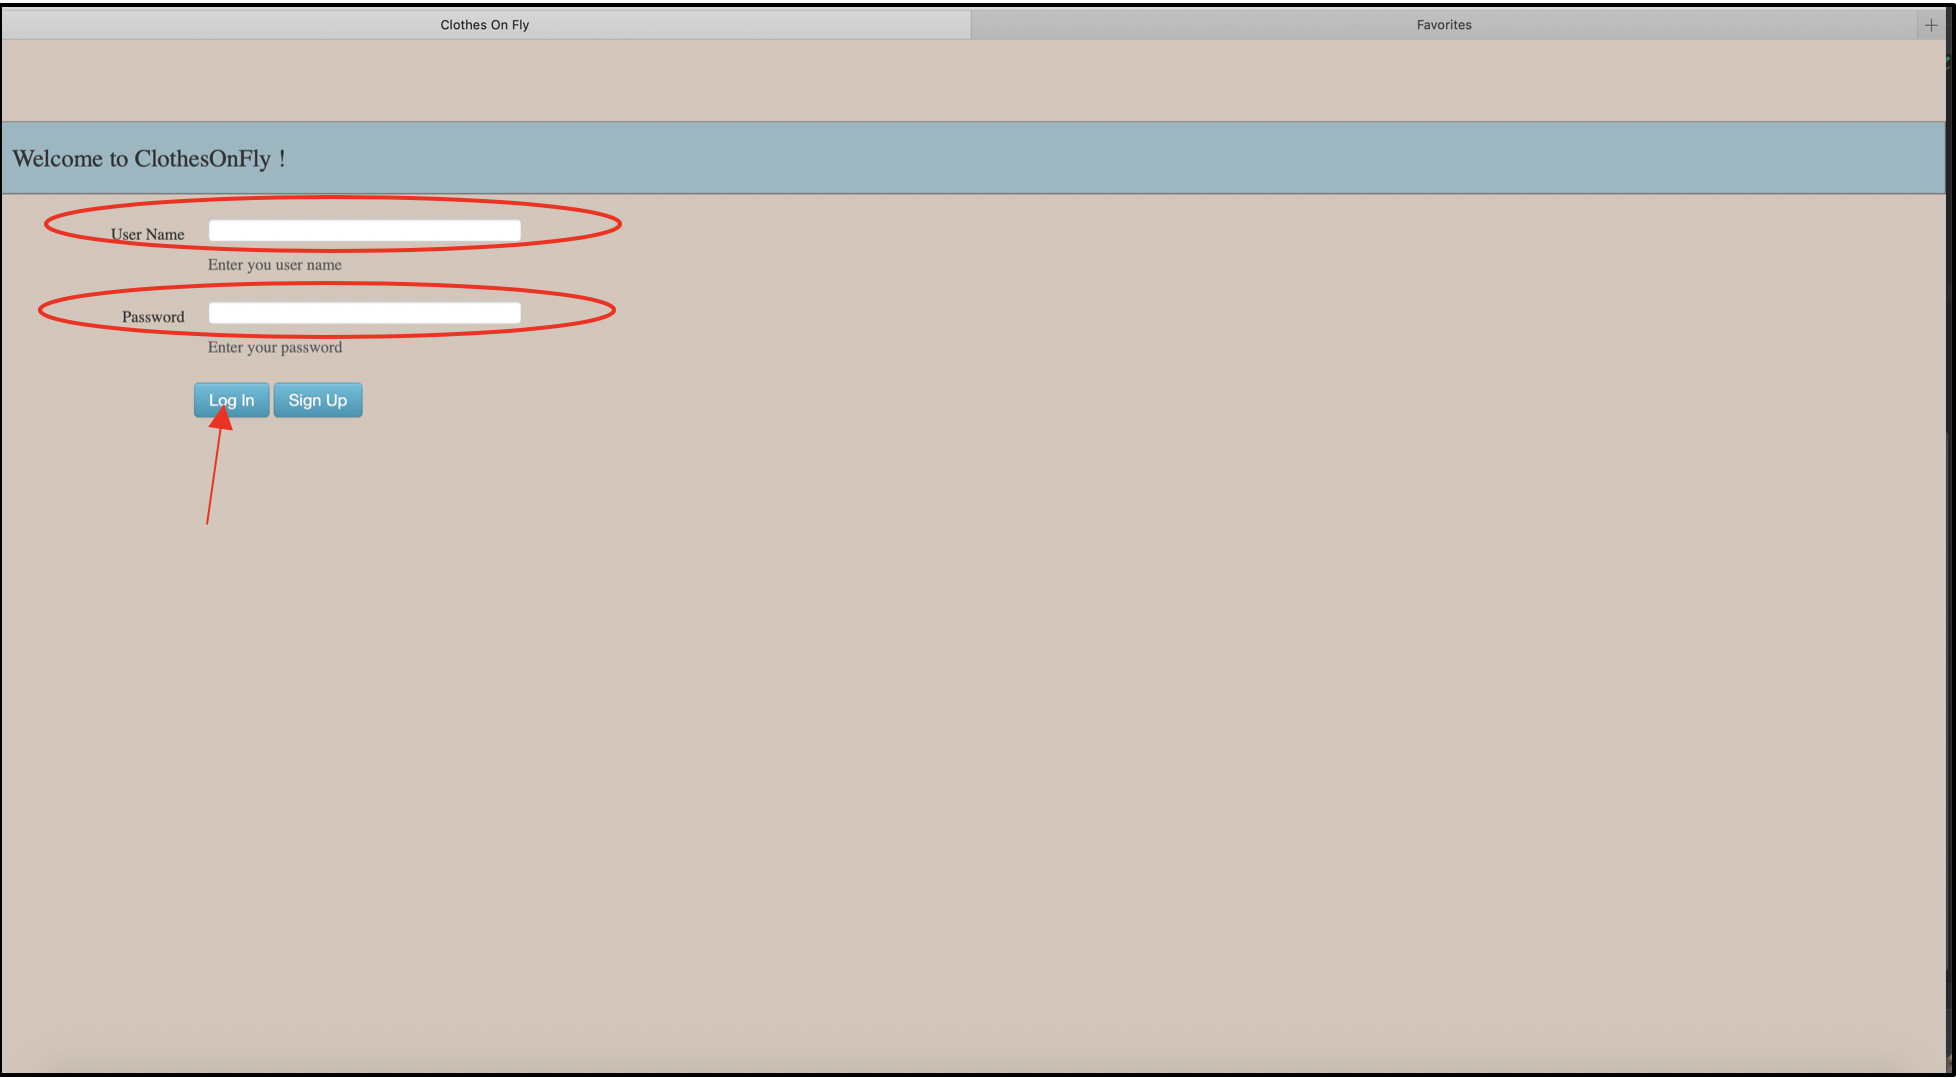 Clothes On Fly
Favorites
Welcome to ClothesOnFly !
User Name
Enter you user name
Password
Enter your password
Log In
Sign Up